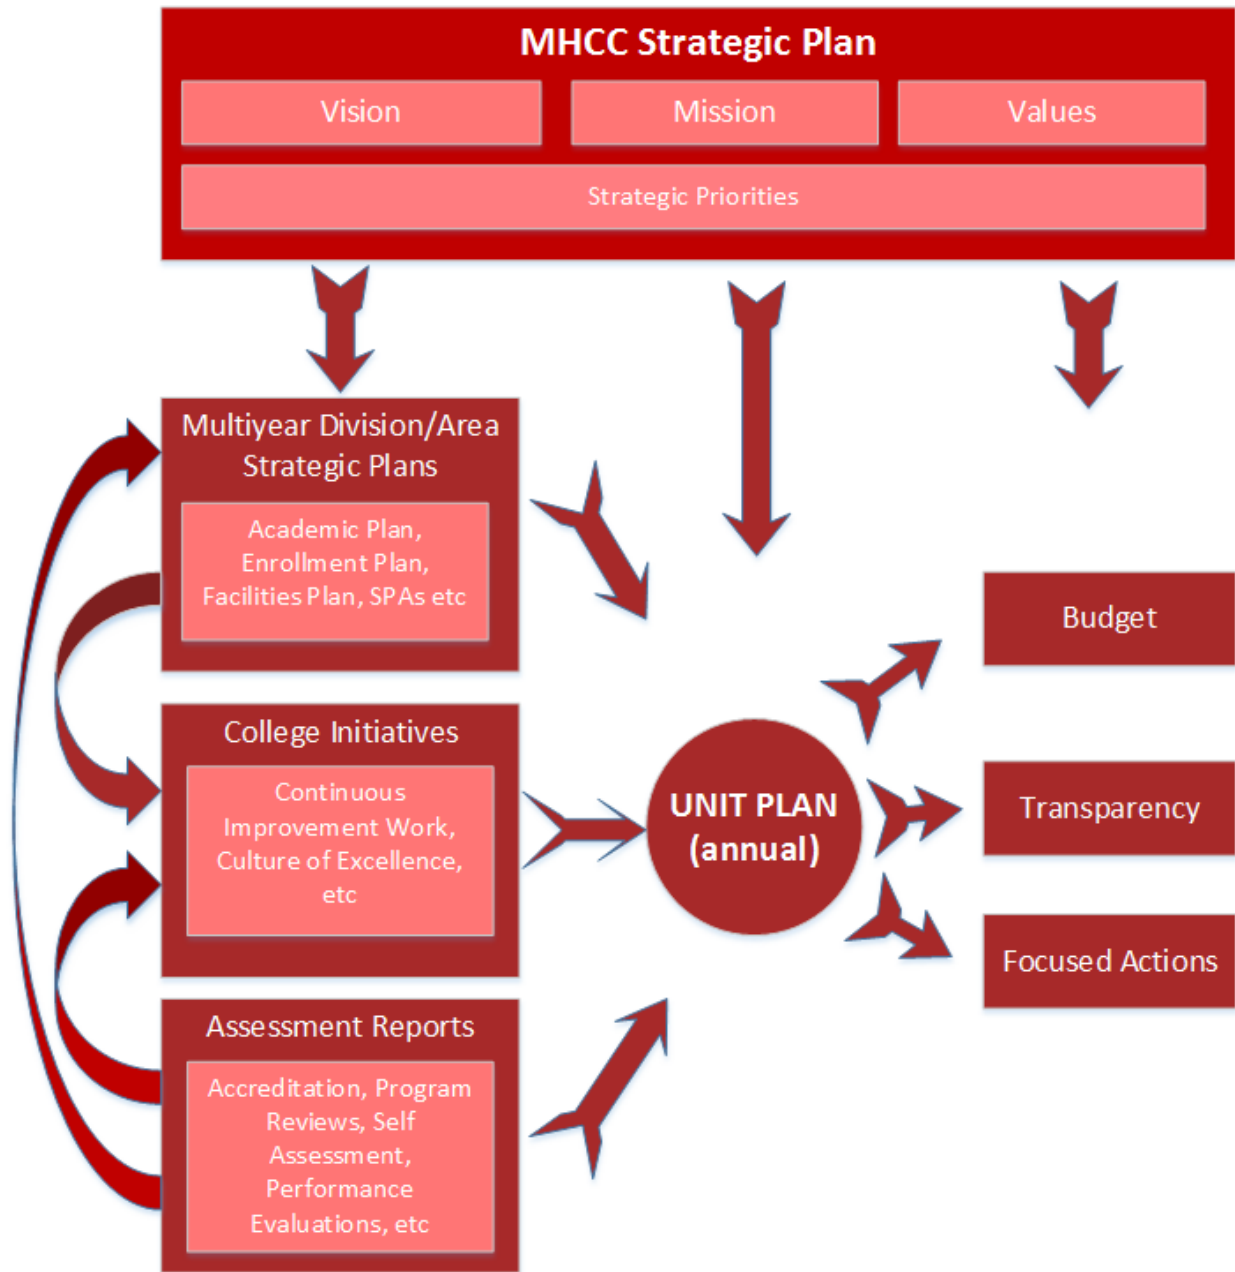 MHCC Strategic Plan
Vision
Mission
Values
Strategic Priorities
Multiyear Division/Area
Strategic Plans
Academic Plan,
Enrollment Plan,
Facilities Plan, SPAs etc
College Initiatives
Continuous
Improvement Work,
Culture of Excellence,
etc
Assessment Reports
Accreditation, Program
Reviews, Self
Assessment,
Performance
Evaluations, etc
UNIT PLAN
(annual)
Budget
Transparency
Focused Actions